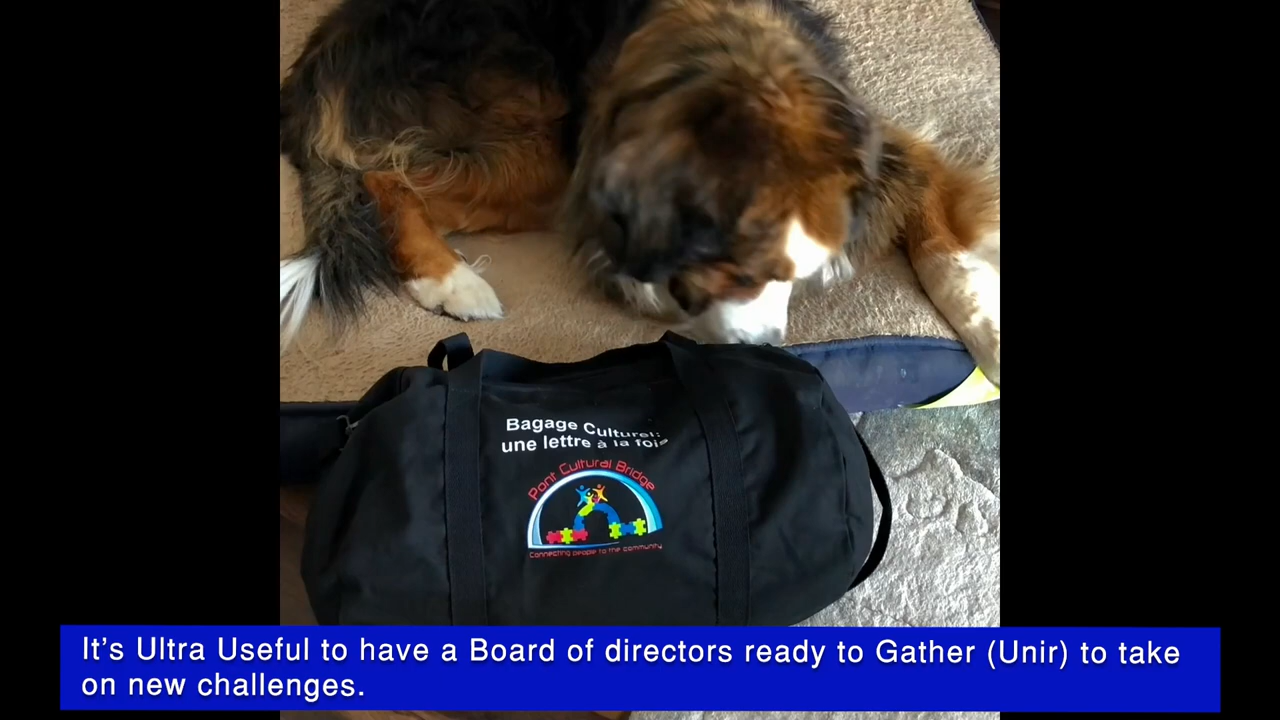 Bagage Culturel:
une lettre à la fois
Pont Cultural Bridge
Connecting people to the community
It’s Ultra Useful to have a Board of directors ready to Gather (Unir) to take
on new challenges.